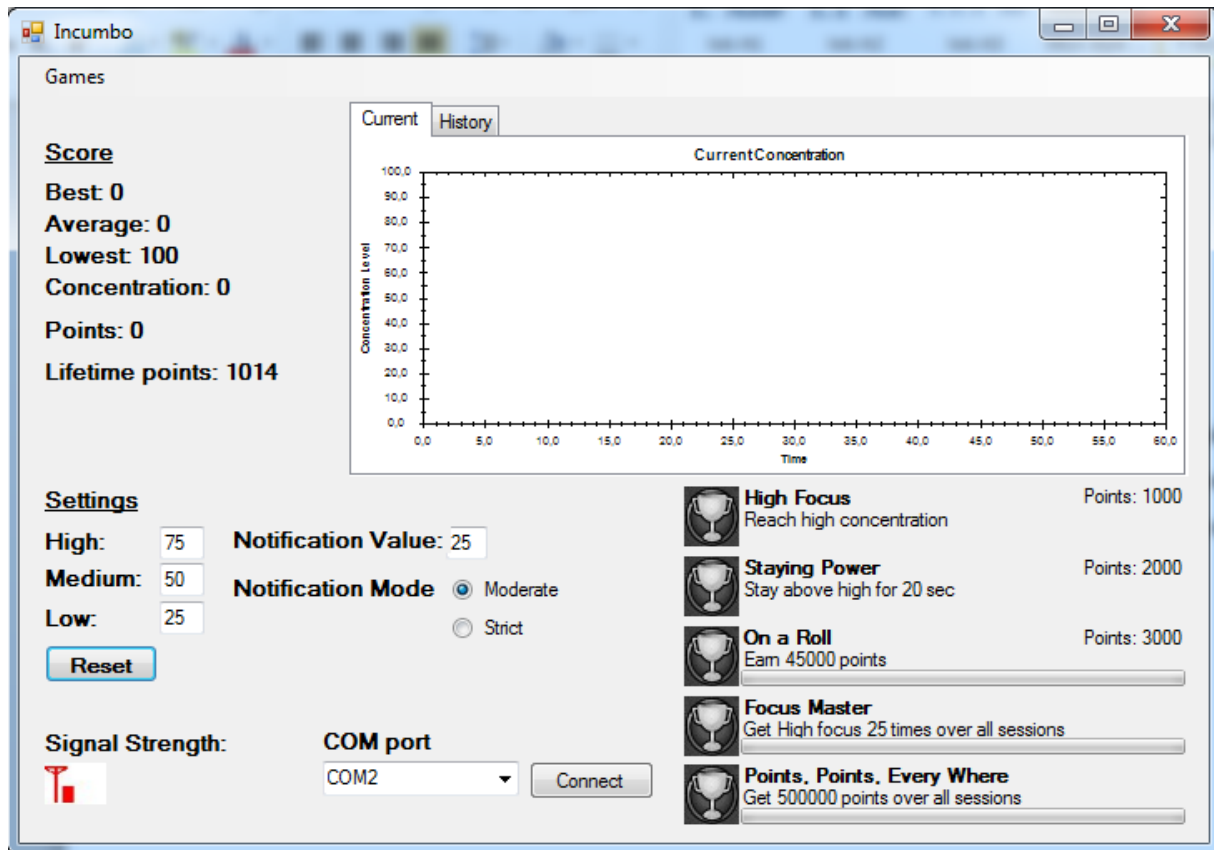 Incumbo
Games
Current
History
Score
Best: 0
Average: 0
Lowest: 100
Concentration: 0
Points: 0
Lifetime points: 1014
CurrentConcentration
Concentration Level
100,0
90,0
80,0
70,0
60,0
50,0
40,0
30,0
20,0
10,0
0,0
0,0 5,0 10,0 15,0 20,0 25,0 30,0 35,0 40,0 45,0 50,0 55,0 60,0
Time
Settings
High: 75
Medium: 50
Low: 25
Reset
Notification Value: 25
Notification Mode
Moderate
Strict
Signal Strength:
COM port
COM2
Connect
High Focus Points: 1000
Reach high concentration
Staying Power Points: 2000
Stay above high for 20 sec
On a Roll Points: 3000
Earn 45000 points
Focus Master
Get High focus 25 times over all sessions
Points, Points, Every Where
Get 500000 points over all sessions